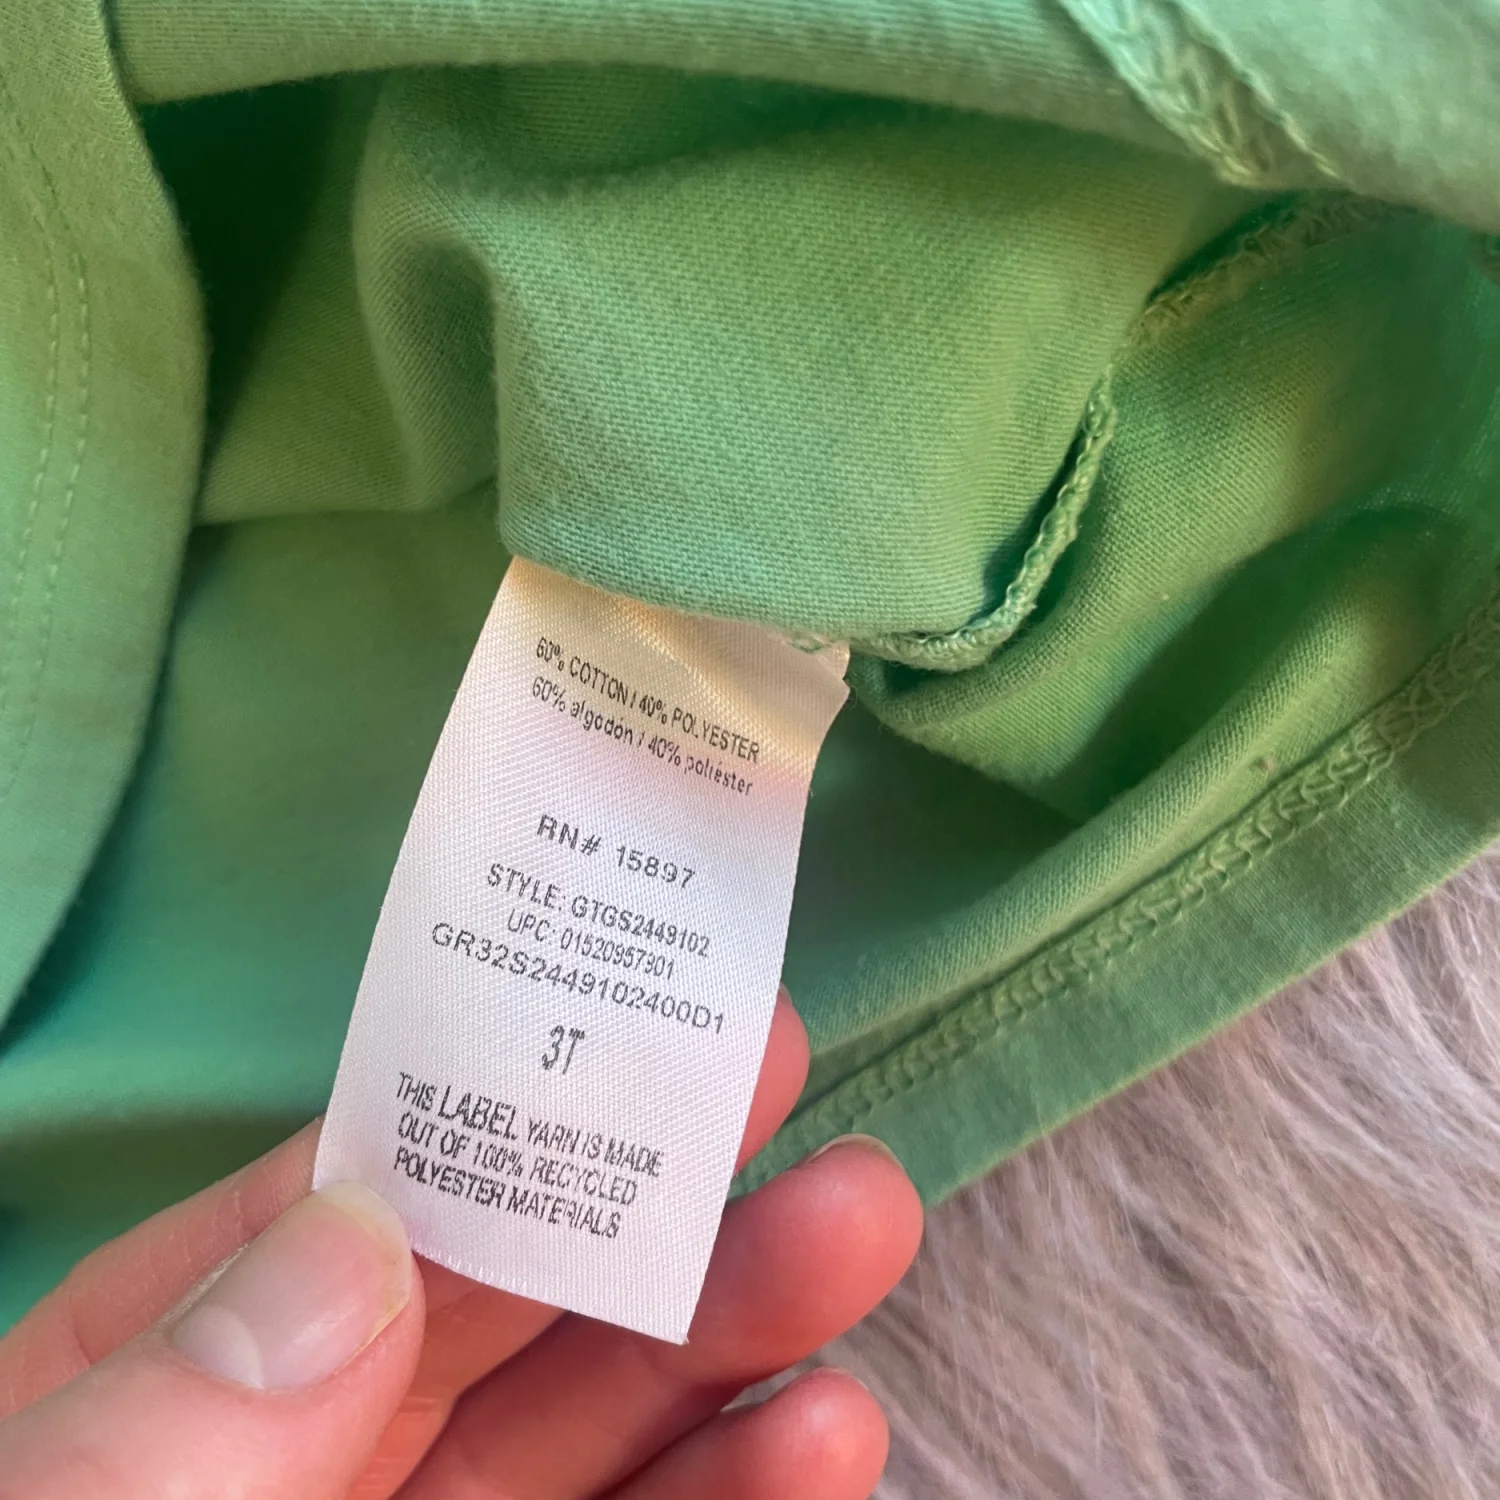 60% COTTON / 40% POLYESTER
60% algodón / 40% poliéster
RN# 15897
STYLE: GTGS2449102
UPC: 01520957301
GR32S2449102400D1
3T
THIS LABEL YARN IS MADE
OUT OF 100% RECYCLED
POLYESTER MATERIALS